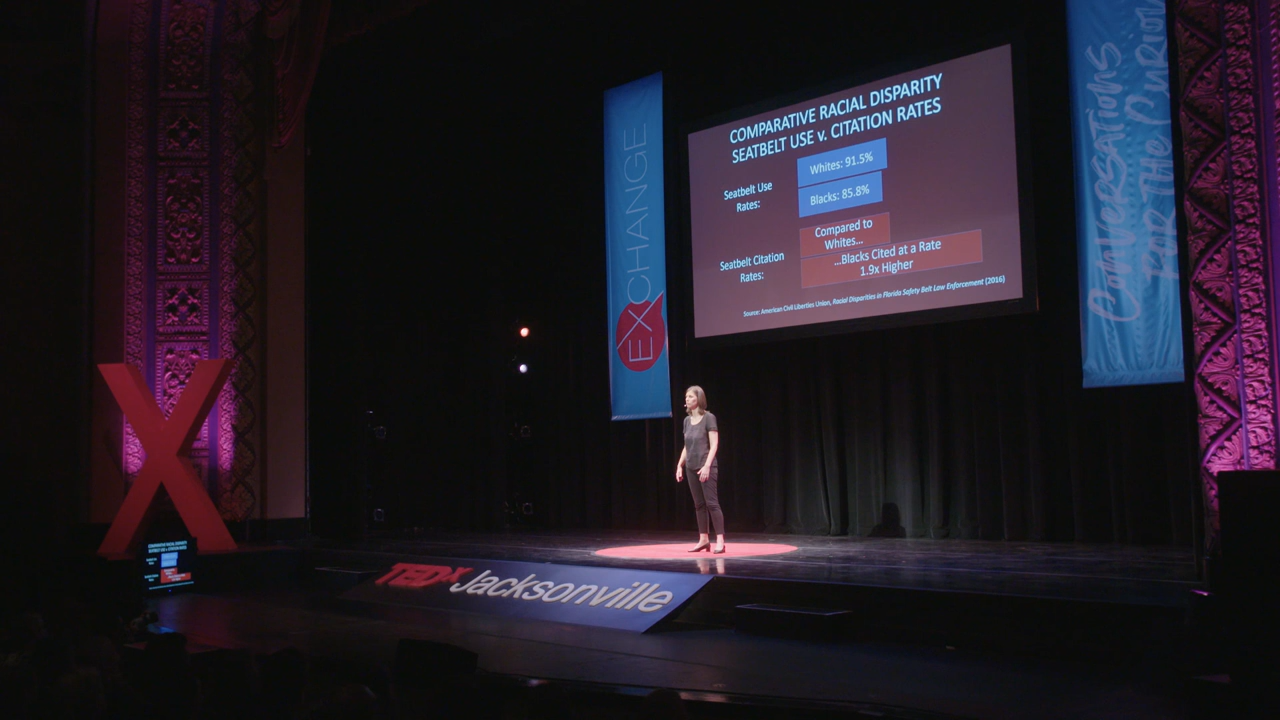 COMPARATIVE RACIAL DISPARITY
SEATBELT USE v. CITATION RATES
Seatbelt Use
Rates:
Whites: 91.5%
Blacks: 85.8%
Seatbelt Citation
Rates:
Compared to
Whites...
...Blacks Cited at a Rate
1.9x Higher
Source: American Civil Liberties Union, Racial Disparities in Florida Safety Belt Law Enforcement (2016)
EXCHANGE
CONVERSATIONS
FOR THE CURIOU
X
TEDx Jacksonville